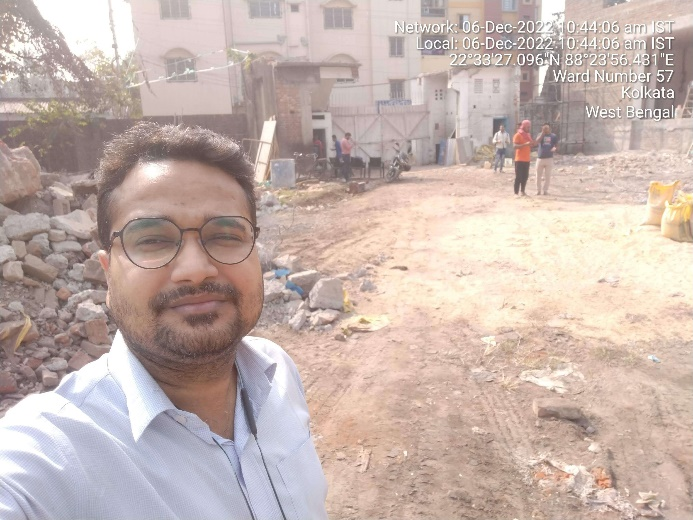 Network: 06-Dec-2022 10:44:06 am IST
Local: 06-Dec-2022 10:44:06 am IST
22°33'27.096"N 88°23'56.431"E
Ward Number 57
Kolkata
West Bengal